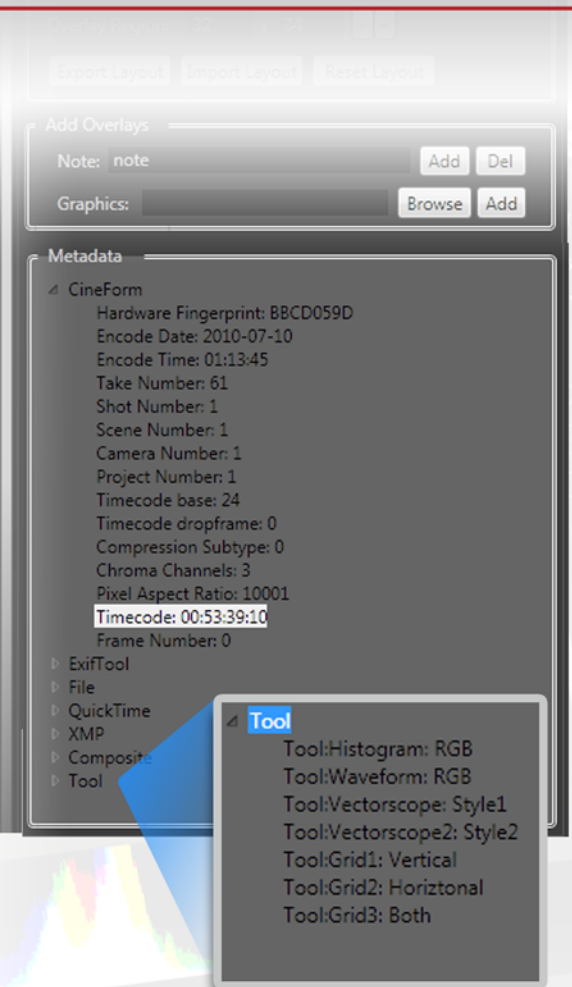 Export Layout Import Layout Reset Layout
Add Overlays
Note: note Add Del
Graphics: Browse Add
Metadata
CineForm
Hardware Fingerprint: BBCD059D
Encode Date: 2010-07-10
Encode Time: 01:13:45
Take Number: 61
Shot Number: 1
Scene Number: 1
Camera Number: 1
Project Number: 1
Timecode base: 24
Timecode dropframe: 0
Compression Subtype: 0
Chroma Channels: 3
Pixel Aspect Ratio: 10001
Timecode: 00:53:39:10
Frame Number: 0
ExifTool
File
QuickTime
XMP
Composite
Tool
Tool
Tool:Histogram: RGB
Tool:Waveform: RGB
Tool:Vectorscope: Style1
Tool:Vectorscope2: Style2
Tool:Grid1: Vertical
Tool:Grid2: Horiztonal
Tool:Grid3: Both